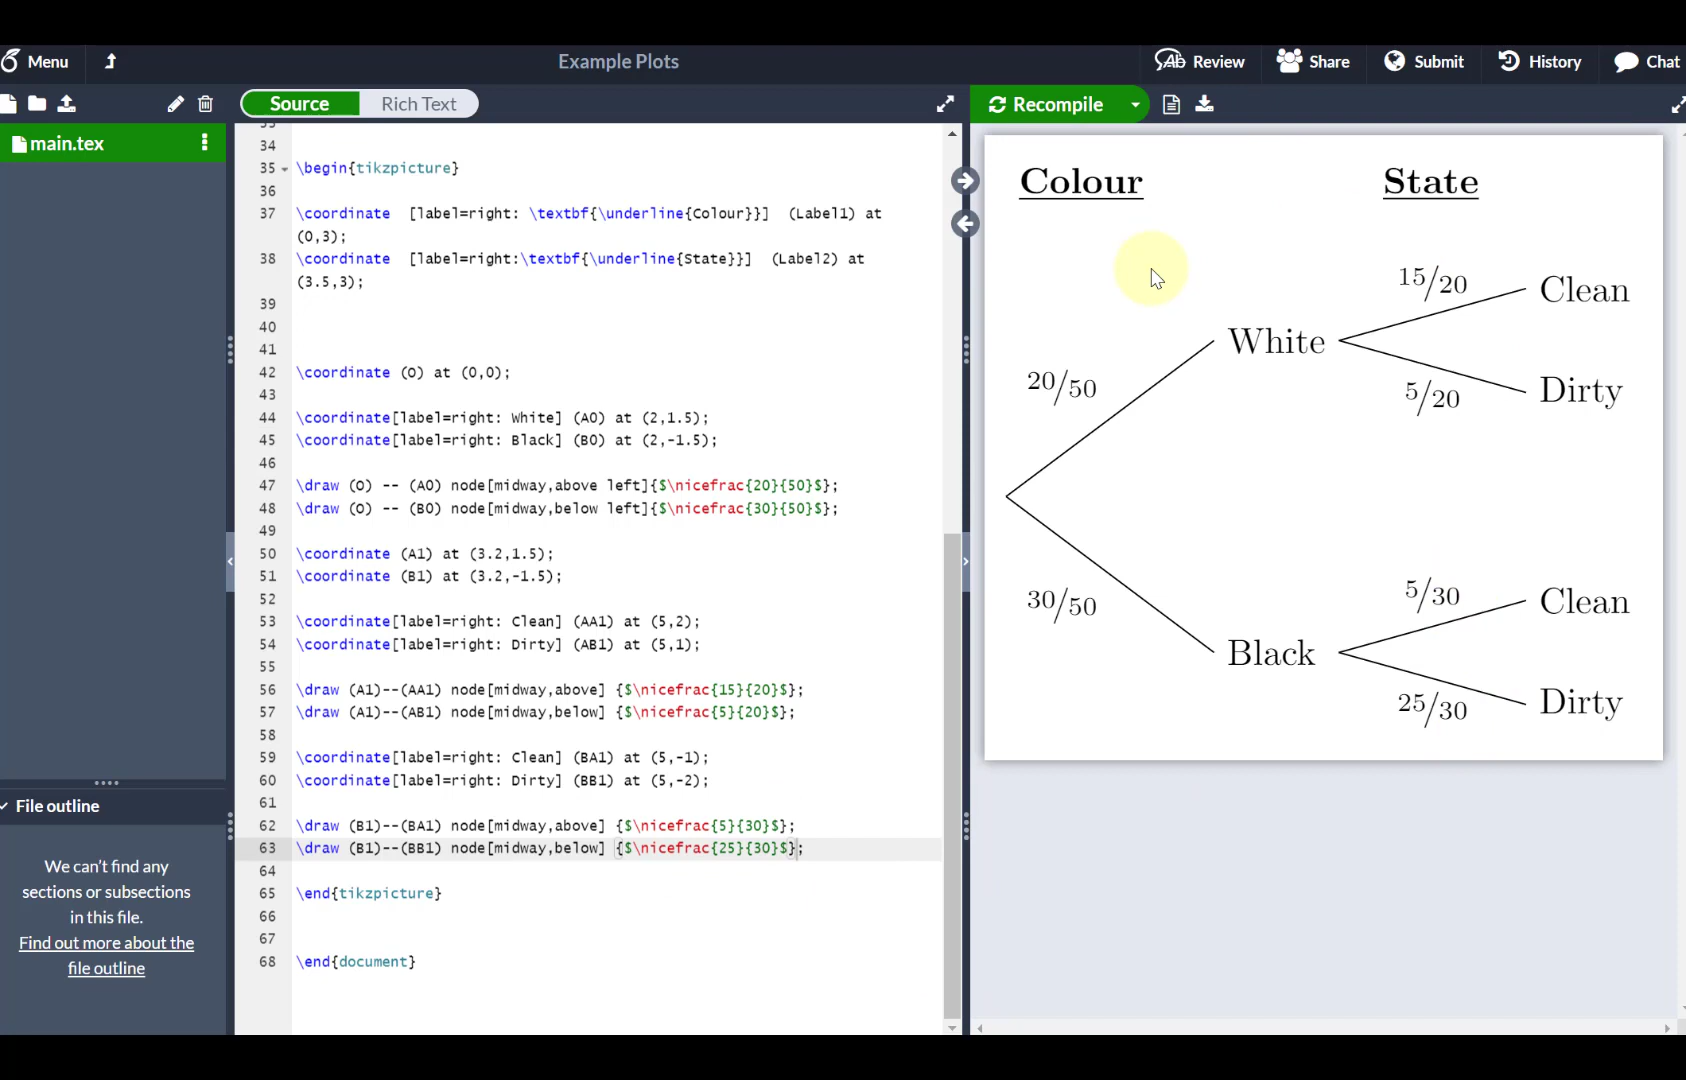 Menu
Example Plots
Review
Share
Submit
History
Chat
Source
Rich Text
Recompile
main.tex
34
35 \begin{tikzpicture}
36
37 \coordinate  [label=right: \textbf{\underline{Colour}}]  (Label1) at
(0,3);
38 \coordinate  [label=right:\textbf{\underline{State}}]  (Label2) at
(3.5,3);
39
40
41
42 \coordinate (O) at (0,0);
43
44 \coordinate[label=right: White] (A0) at (2,1.5);
45 \coordinate[label=right: Black] (B0) at (2,-1.5);
46
47 \draw (O) -- (A0) node[midway,above left]{$\nicefrac{20}{50}$};
48 \draw (O) -- (B0) node[midway,below left]{$\nicefrac{30}{50}$};
49
50 \coordinate (A1) at (3.2,1.5);
51 \coordinate (B1) at (3.2,-1.5);
52
53 \coordinate[label=right: Clean] (AA1) at (5,2);
54 \coordinate[label=right: Dirty] (AB1) at (5,1);
55
56 \draw (A1)--(AA1) node[midway,above] {$\nicefrac{15}{20}$};
57 \draw (A1)--(AB1) node[midway,below] {$\nicefrac{5}{20}$};
58
59 \coordinate[label=right: Clean] (BA1) at (5,-1);
60 \coordinate[label=right: Dirty] (BB1) at (5,-2);
61
62 \draw (B1)--(BA1) node[midway,above] {$\nicefrac{5}{30}$};
63 \draw (B1)--(BB1) node[midway,below] {$\nicefrac{25}{30}$};
64
65 \end{tikzpicture}
66
67
68 \end{document}
File outline
We can't find any
sections or subsections
in this file.
Find out more about the
file outline
Colour
State
15/20
Clean
White
20/50
5/20
Dirty
5/30
Clean
30/50
Black
25/30
Dirty